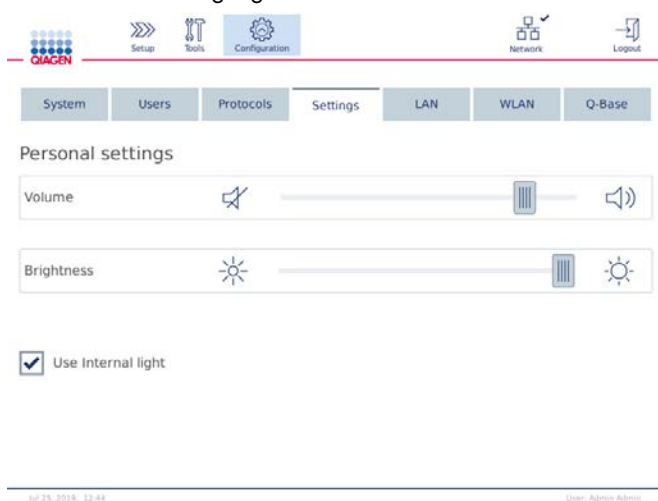 QIAGEN
Setup
Tools
Configuration
Network
Logout
System Users Protocols Settings LAN WLAN Q-Base
Personal settings
Volume
Brightness
Use Internal light
Jul 25, 2019, 12:44
User: Admin Admin